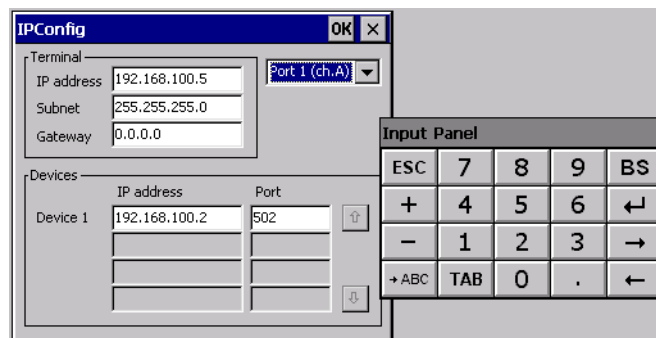 IPConfig OK ×
Terminal
IP address 192.168.100.5
Port 1 (ch.A)
Subnet 255.255.255.0
Gateway 0.0.0.0
Devices
IP address Port
Device 1 192.168.100.2 502
Input Panel
ESC 7 8 9 BS
+ 4 5 6 ↵
− 1 2 3 →
→ABC TAB 0 . ←